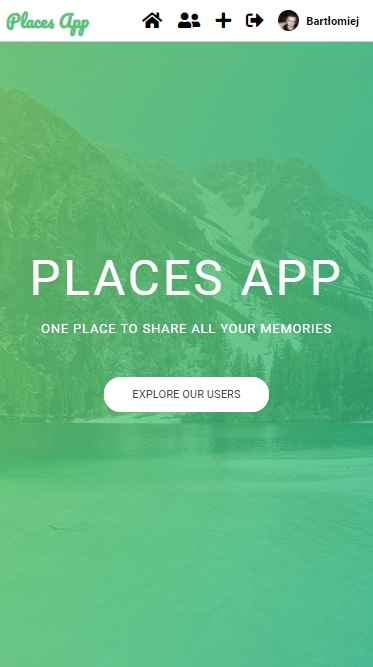 Places App
Bartłomiej
PLACES APP
ONE PLACE TO SHARE ALL YOUR MEMORIES
EXPLORE OUR USERS